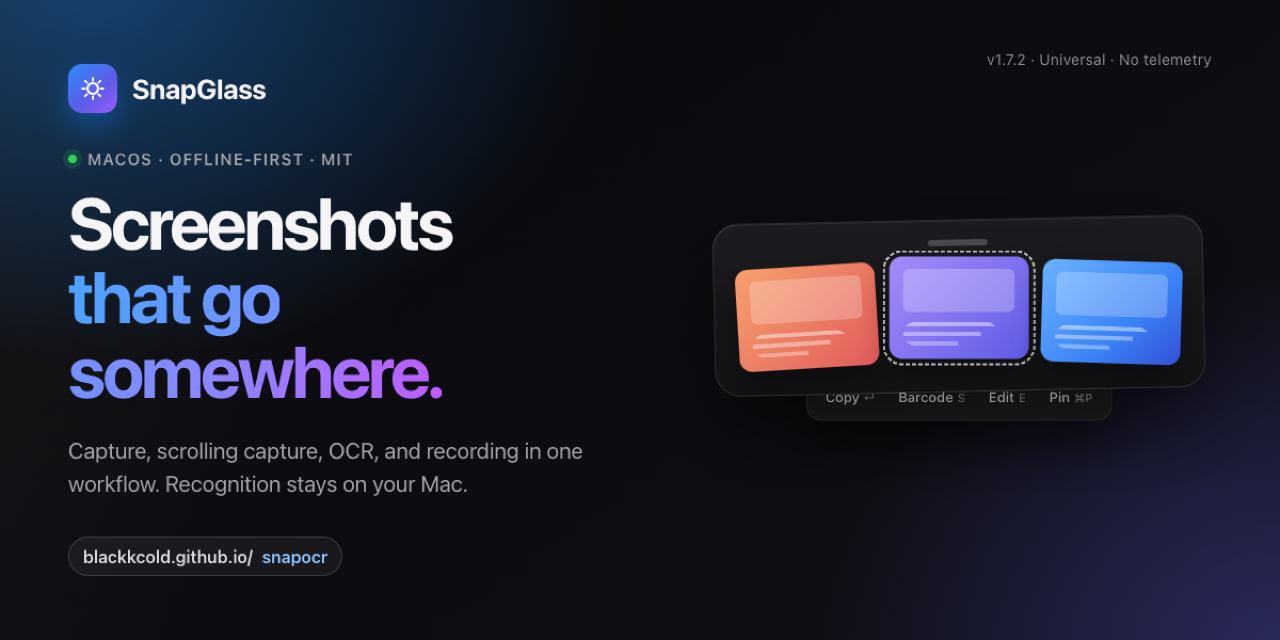 SnapGlass
v1.7.2 · Universal · No telemetry
MACOS · OFFLINE-FIRST · MIT
Screenshots
that go
somewhere.
Capture, scrolling capture, OCR, and recording in one
workflow. Recognition stays on your Mac.
blackkcold.github.io/ snapocr
Copy ↩ Barcode S Edit E Pin ⌘P